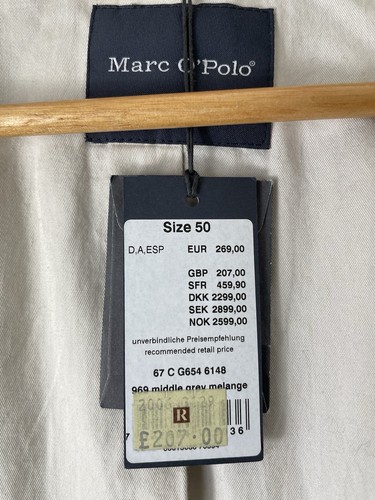 Marc O'Polo®
Size 50
D,A,ESP EUR 269,00
GBP 207,00
SFR 459,90
DKK 2299,00
SEK 2899,00
NOK 2599,00
unverbindliche Preisempfehlung
recommended retail price
67 C G654 6148
969 middle grey melange
R
£207.00
7 36